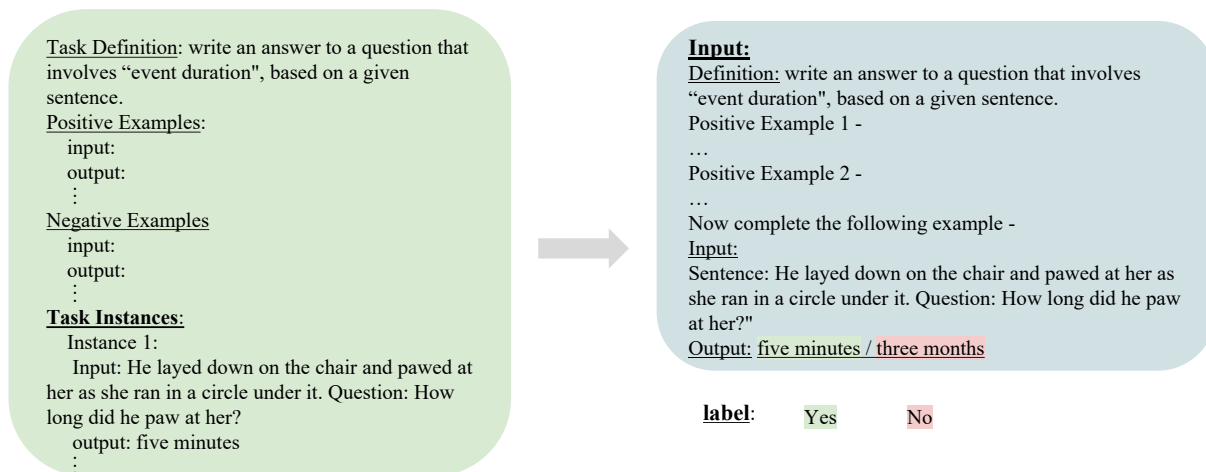 Task Definition: write an answer to a question that
involves “event duration", based on a given
sentence.
Positive Examples:
input:
output:
⋮
Negative Examples
input:
output:
⋮
Task Instances:
Instance 1:
Input: He layed down on the chair and pawed at
her as she ran in a circle under it. Question: How
long did he paw at her?
output: five minutes
⋮
Input:
Definition: write an answer to a question that involves
“event duration", based on a given sentence.
Positive Example 1 -
…
Positive Example 2 -
…
Now complete the following example -
Input:
Sentence: He layed down on the chair and pawed at her as
she ran in a circle under it. Question: How long did he paw
at her?"
Output: five minutes / three months
label: Yes No